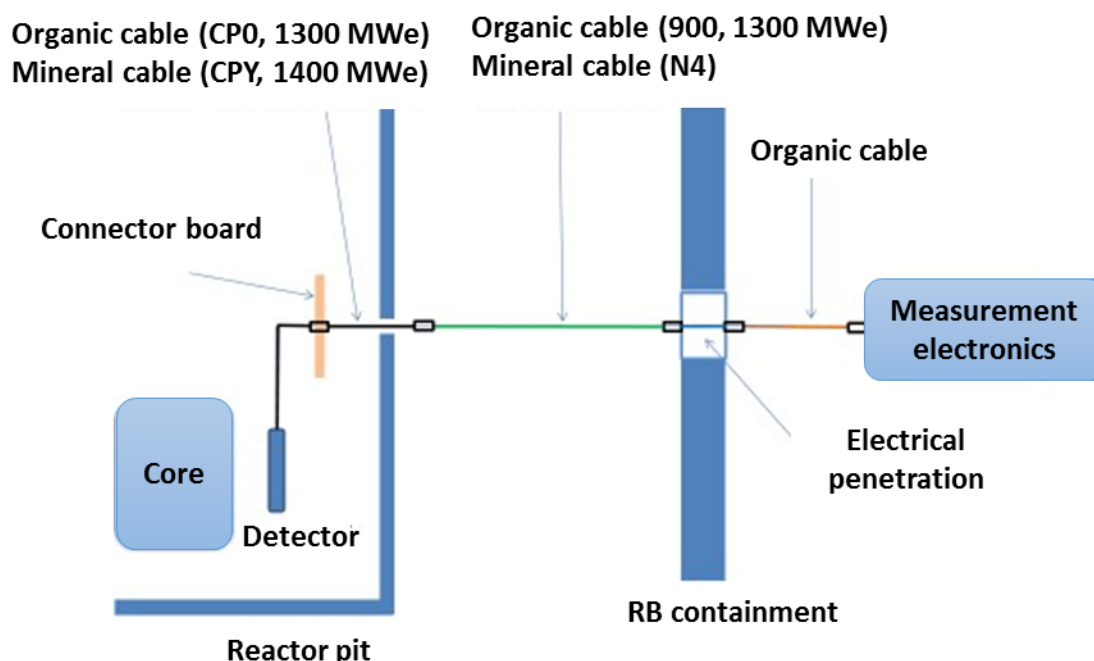 Organic cable (CP0, 1300 MWe)
Mineral cable (CPY, 1400 MWe)
Organic cable (900, 1300 MWe)
Mineral cable (N4)
Organic cable
Connector board
Measurement
electronics
Electrical
penetration
Core
Detector
RB containment
Reactor pit